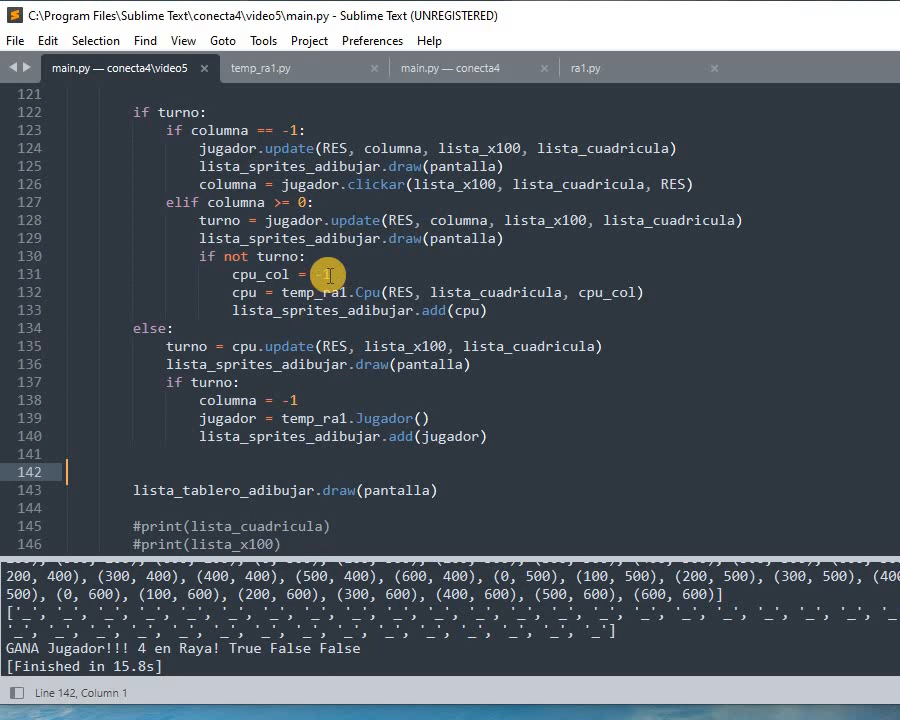 C:\Program Files\Sublime Text\conecta4\video5\main.py - Sublime Text (UNREGISTERED)
File Edit Selection Find View Goto Tools Project Preferences Help
main.py — conecta4\video5 × temp_ra1.py × main.py — conecta4 × ra1.py ×
121
122 if turno:
123 if columna == -1:
124 jugador.update(RES, columna, lista_x100, lista_cuadricula)
125 lista_sprites_adibujar.draw(pantalla)
126 columna = jugador.clickar(lista_x100, lista_cuadricula, RES)
127 elif columna >= 0:
128 turno = jugador.update(RES, columna, lista_x100, lista_cuadricula)
129 lista_sprites_adibujar.draw(pantalla)
130 if not turno:
131 cpu_col = -1
132 cpu = temp_ra1.Cpu(RES, lista_cuadricula, cpu_col)
133 lista_sprites_adibujar.add(cpu)
134 else:
135 turno = cpu.update(RES, lista_x100, lista_cuadricula)
136 lista_sprites_adibujar.draw(pantalla)
137 if turno:
138 columna = -1
139 jugador = temp_ra1.Jugador()
140 lista_sprites_adibujar.add(jugador)
141
142
143 lista_tablero_adibujar.draw(pantalla)
144
145 #print(lista_cuadricula)
146 #print(lista_x100)
200, 400), (300, 400), (400, 400), (500, 400), (600, 400), (0, 500), (100, 500), (200, 500), (300, 500), (400
500), (0, 600), (100, 600), (200, 600), (300, 600), (400, 600), (500, 600), (600, 600)]
['_', '_', '_', '_', '_', '_', '_', '_', '_', '_', '_', '_', '_', '_', '_', '_', '_', '_', '_', '_', '_',
'_', '_', '_', '_', '_', '_', '_', '_', '_', '_', '_', '_', '_', '_', '_']
GANA Jugador!!! 4 en Raya! True False False
[Finished in 15.8s]
Line 142, Column 1